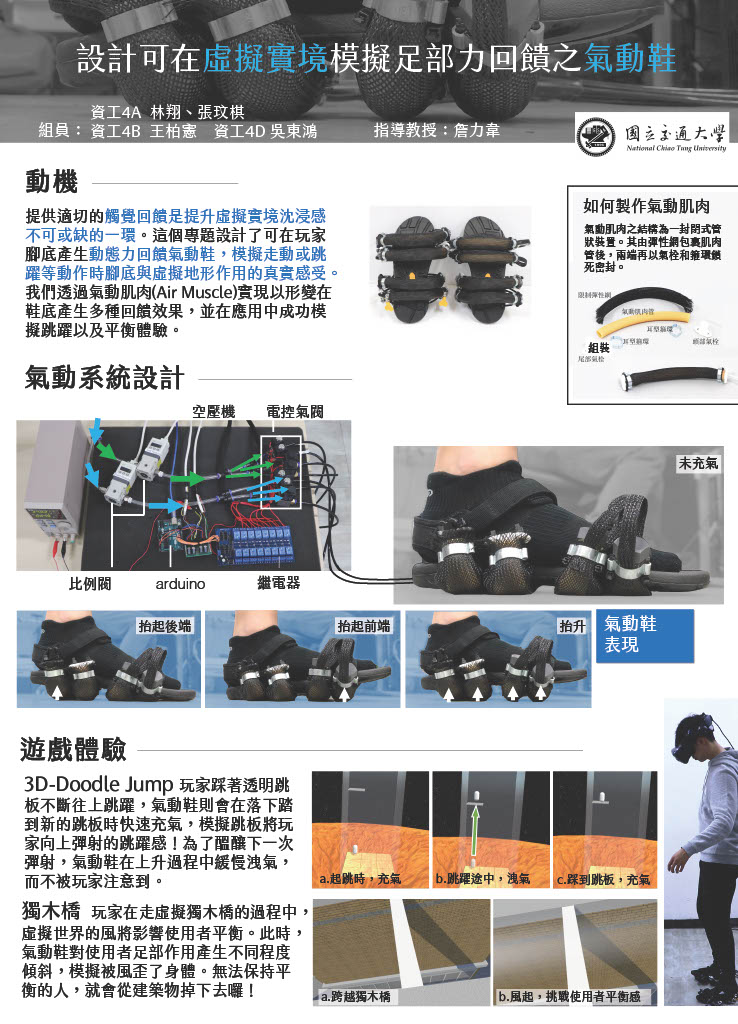 設計可在虛擬實境模擬足部力回饋之氣動鞋
資工4A 林翔、張玟棋
組員： 資工4B 王柏憲 資工4D 吳東鴻
指導教授：詹力韋
國立交通大學
National Chiao Tung University
動機
提供適切的觸覺回饋是提升虛擬實境沈浸感
不可或缺的一環。這個專題設計了可在玩家
腳底產生動態力回饋氣動鞋，模擬走動或跳
躍等動作時腳底與虛擬地形作用的真實感受。
我們透過氣動肌肉(Air Muscle)實現以形變在
鞋底產生多種回饋效果，並在應用中成功模
擬跳躍以及平衡體驗。
如何製作氣動肌肉
氣動肌肉之結構為一封閉式管
狀裝置。其由彈性網包裹肌肉
管後，兩端再以氣栓和箍環鎖
死密封。
限制彈性網
氣動肌肉管
耳型箍環
耳型箍環
頭部氣栓
組裝
尾部氣栓
氣動系統設計
空壓機
電控氣閥
比例閥
arduino
繼電器
未充氣
抬起後端
抬起前端
抬升
氣動鞋
表現
遊戲體驗
3D-Doodle Jump 玩家踩著透明跳
板不斷往上跳躍，氣動鞋則會在落下踏
到新的跳板時快速充氣，模擬跳板將玩
家向上彈射的跳躍感！為了醞釀下一次
彈射，氣動鞋在上升過程中緩慢洩氣，
而不被玩家注意到。
a.起跳時，充氣
b.跳躍途中，洩氣
c.踩到跳板，充氣
獨木橋 玩家在走虛擬獨木橋的過程中，
虛擬世界的風將影響使用者平衡。此時，
氣動鞋對使用者足部作用產生不同程度
傾斜，模擬被風歪了身體。無法保持平
衡的人，就會從建築物掉下去囉！
a.跨越獨木橋
b.風起，挑戰使用者平衡感